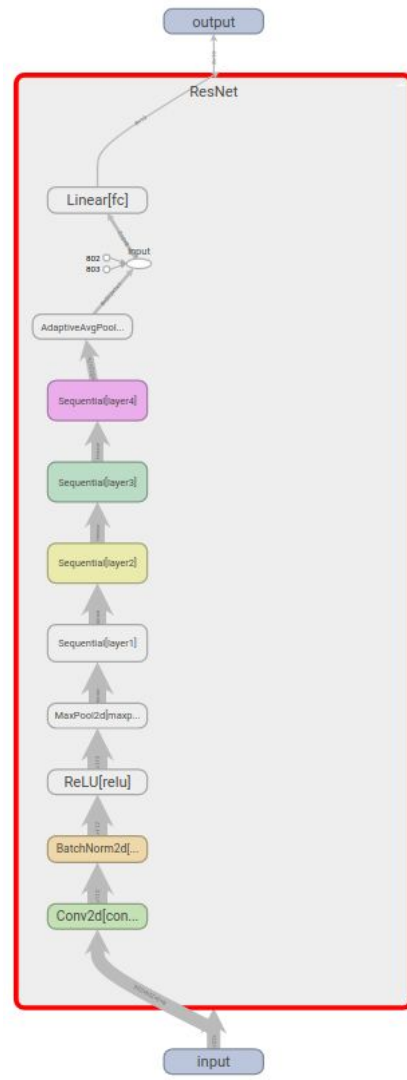 output
ResNet
Linear[fc]
input
802
803
AdaptiveAvgPool...
Sequential[layer4]
Sequential[layer3]
Sequential[layer2]
Sequential[layer1]
MaxPool2d[maxp...
ReLU[relu]
BatchNorm2d[...
Conv2d[con...
input